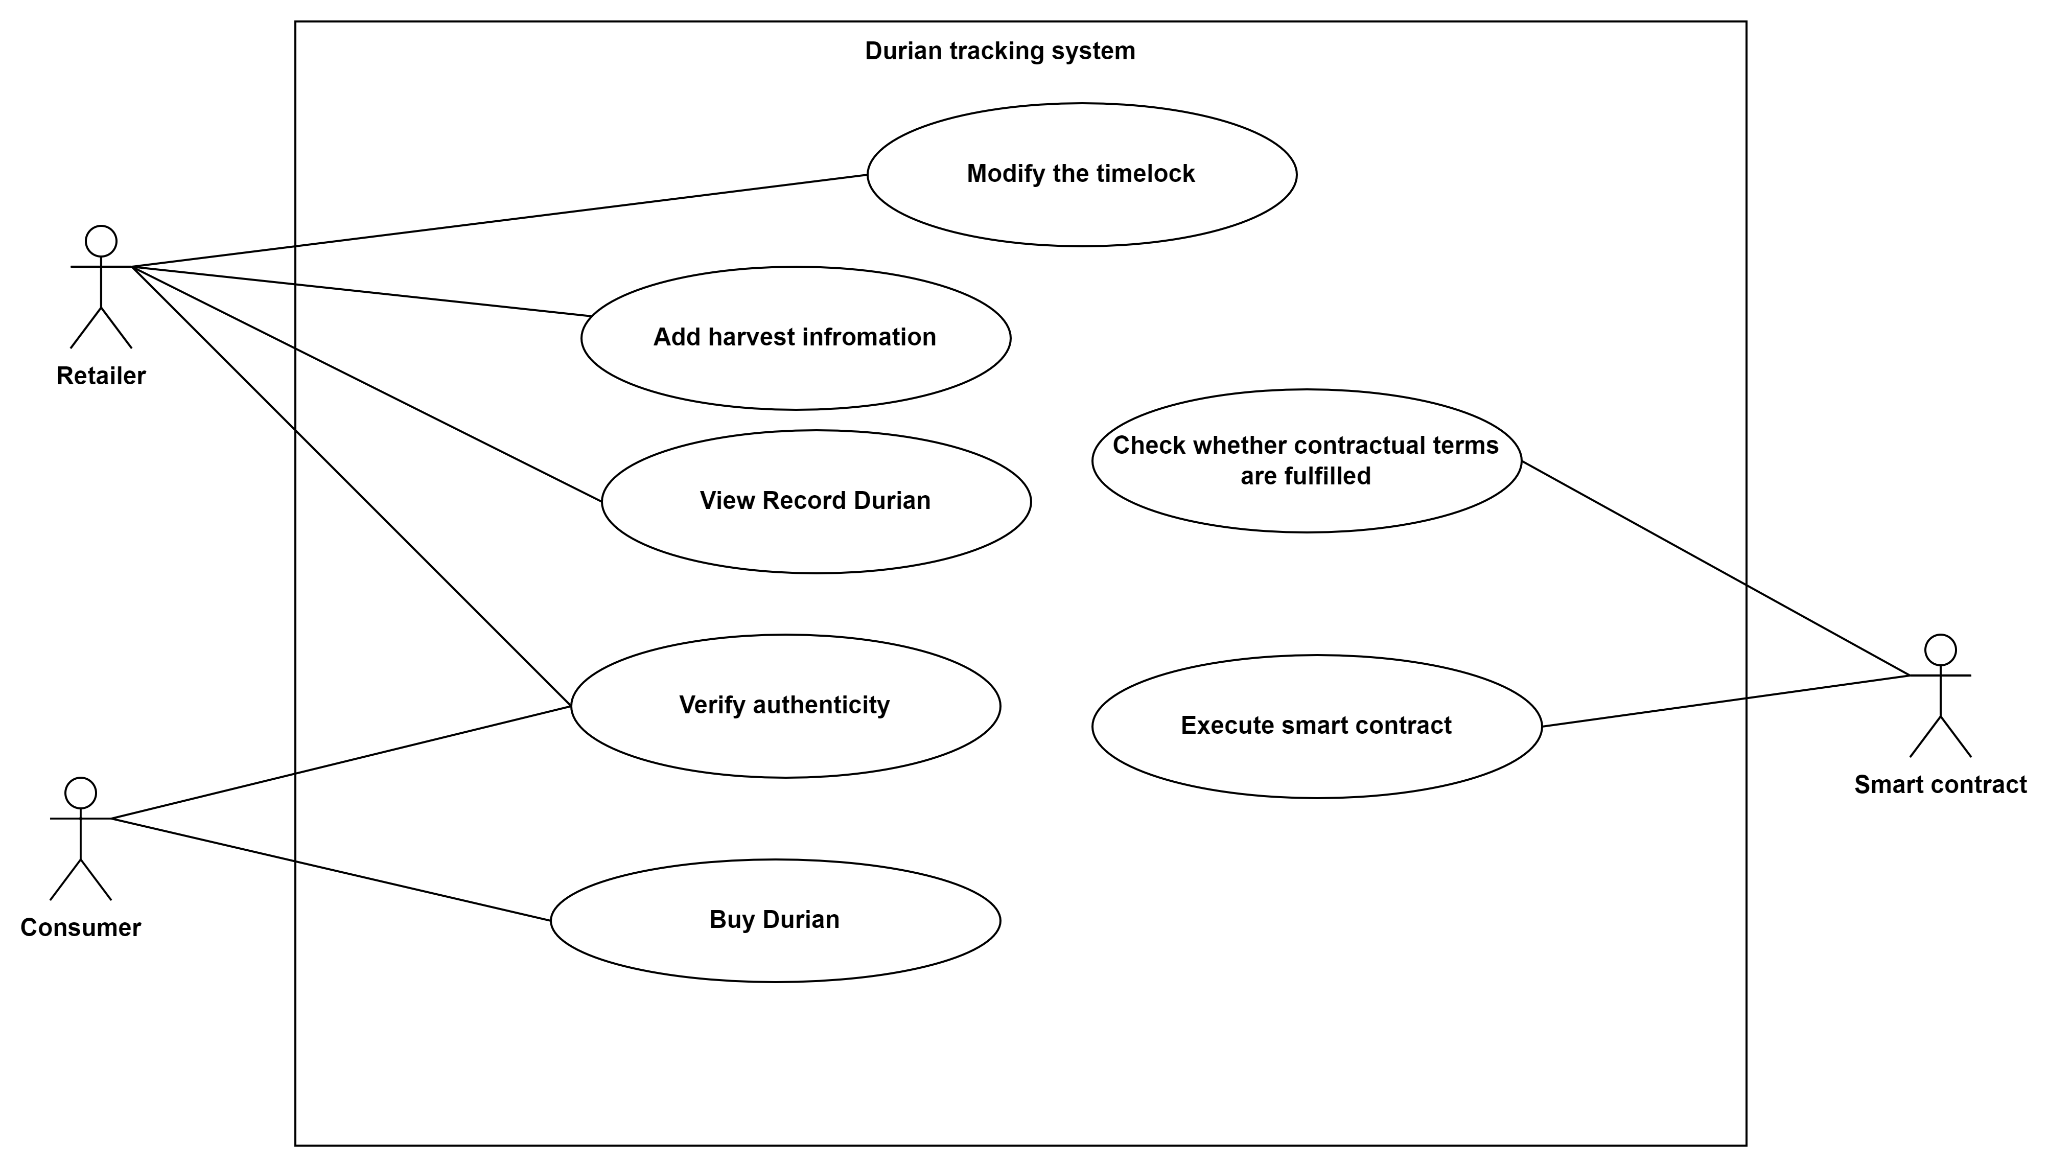 Durian tracking system
Modify the timelock
Add harvest infromation
Retailer
Check whether contractual terms
are fulfilled
View Record Durian
Verify authenticity
Execute smart contract
Smart contract
Buy Durian
Consumer